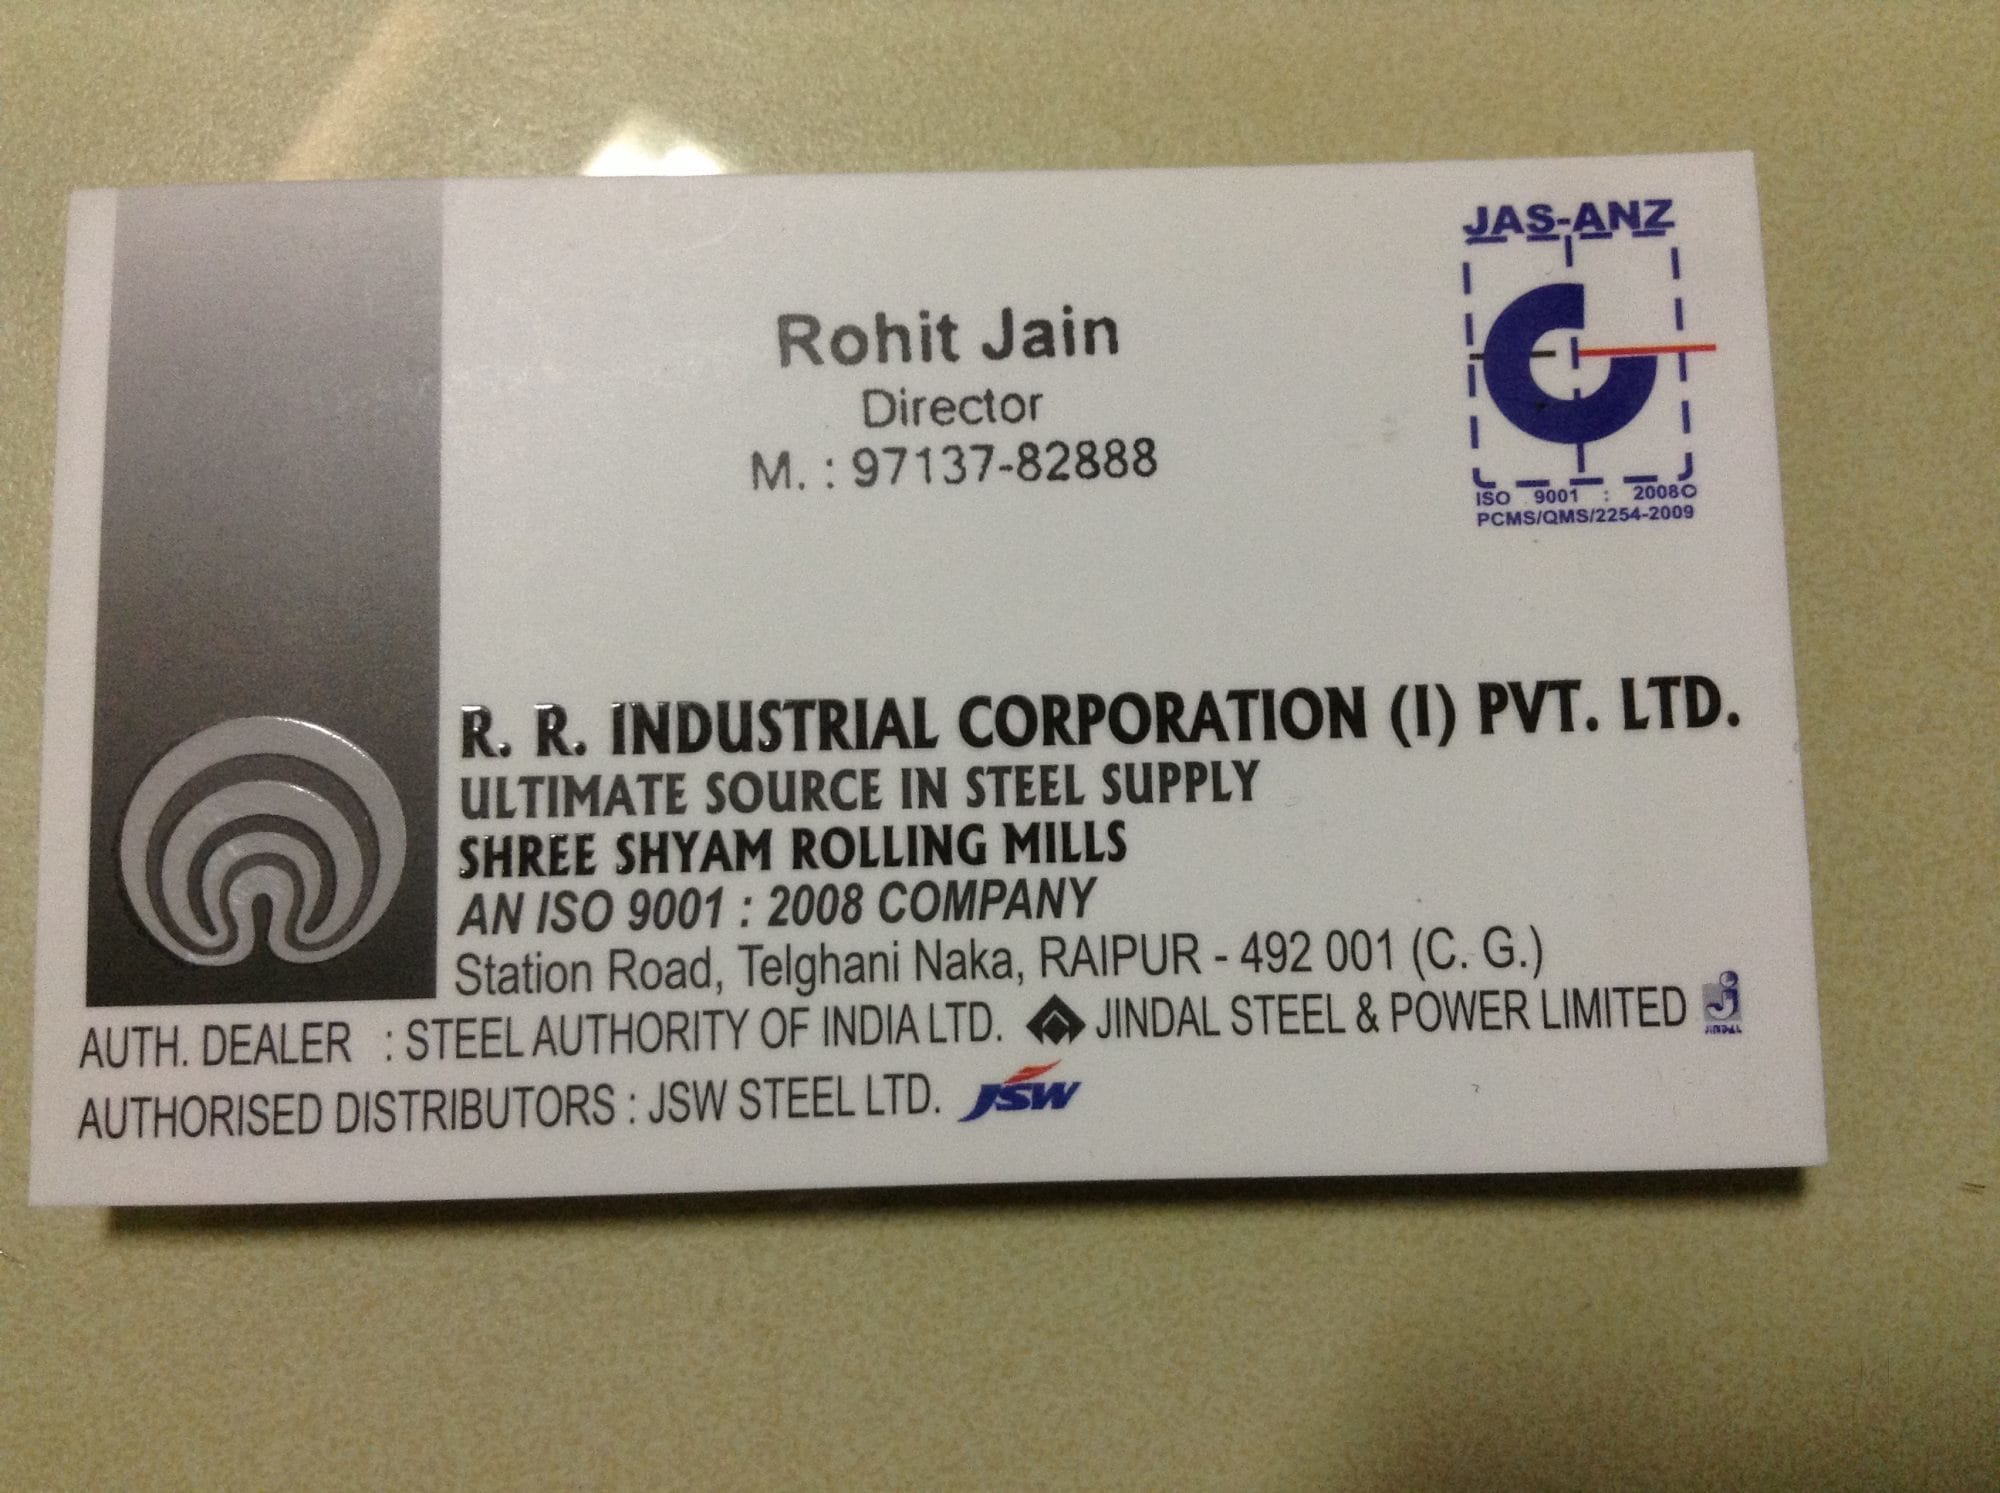 JAS-ANZ
Rohit Jain
Director
M. : 97137-82888
ISO 9001 : 2008
PCMS/QMS/2254-2009
R. R. INDUSTRIAL CORPORATION (I) PVT. LTD.
ULTIMATE SOURCE IN STEEL SUPPLY
SHREE SHYAM ROLLING MILLS
AN ISO 9001 : 2008 COMPANY
Station Road, Telghani Naka, RAIPUR - 492 001 (C. G.)
AUTH. DEALER : STEEL AUTHORITY OF INDIA LTD. JINDAL STEEL & POWER LIMITED JINDAL
AUTHORISED DISTRIBUTORS : JSW STEEL LTD. JSW